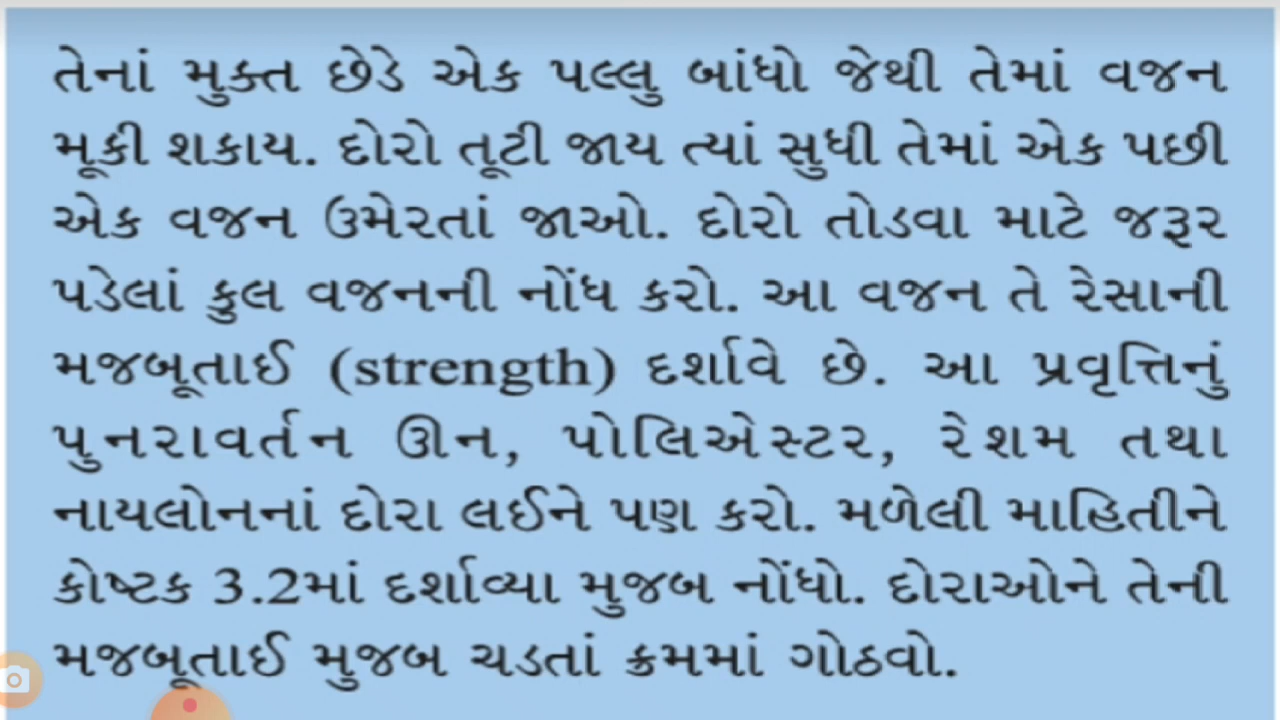 તેનાં મુક્ત છેડે એક પલ્લુ બાંધો જેથી તેમાં વજન
મૂકી શકાય. દોરો તૂટી જાય ત્યાં સુધી તેમાં એક પછી
એક વજન ઉમેરતાં જાઓ. દોરો તોડવા માટે જરૂર
પડેલાં કુલ વજનની નોંધ કરો. આ વજન તે રેસાની
મજબૂતાઈ (strength) દર્શાવે છે. આ પ્રવૃત્તિનું
પુનરાવર્તન ઊન, પોલિએસ્ટર, રેશમ તથા
નાયલોનનાં દોરા લઈને પણ કરો. મળેલી માહિતીને
કોષ્ટક 3.2માં દર્શાવ્યા મુજબ નોંધો. દોરાઓને તેની
મજબૂતાઈ મુજબ ચડતાં ક્રમમાં ગોઠવો.